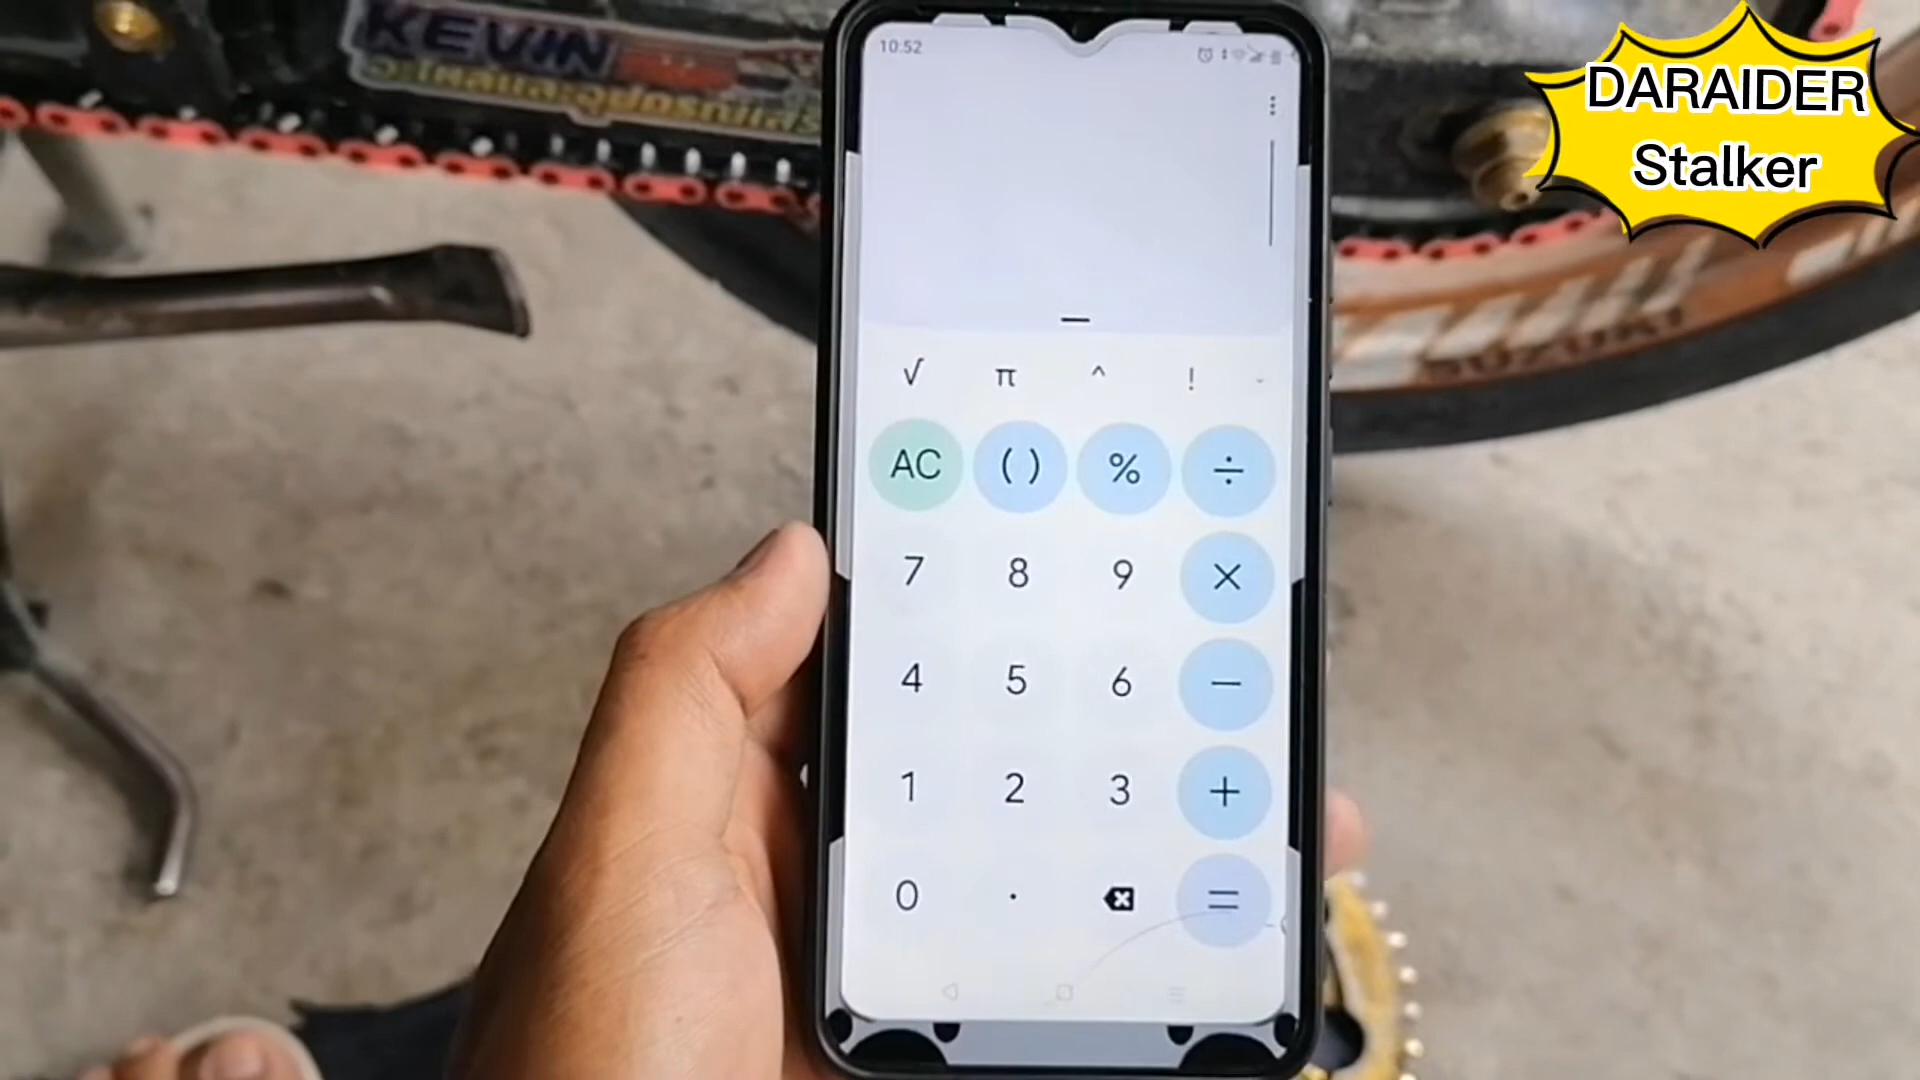 KEVIN
DARAIDER
Stalker
10:52
√ π ^ !
AC ( ) % ÷
7 8 9 ×
4 5 6 −
1 2 3 +
0 . =